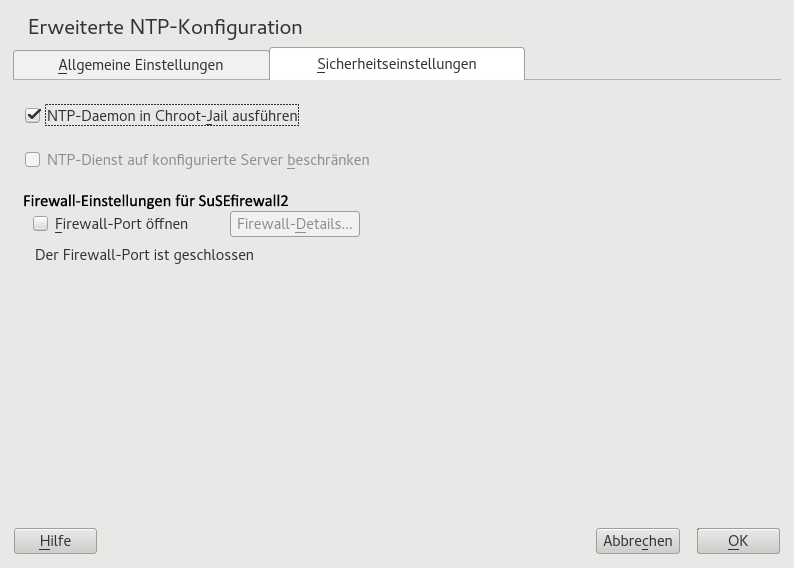 Erweiterte NTP-Konfiguration
Allgemeine Einstellungen
Sicherheitseinstellungen
NTP-Daemon in Chroot-Jail ausführen
NTP-Dienst auf konfigurierte Server beschränken
Firewall-Einstellungen für SuSEfirewall2
Firewall-Port öffnen
Firewall-Details...
Der Firewall-Port ist geschlossen
Hilfe
Abbrechen
OK